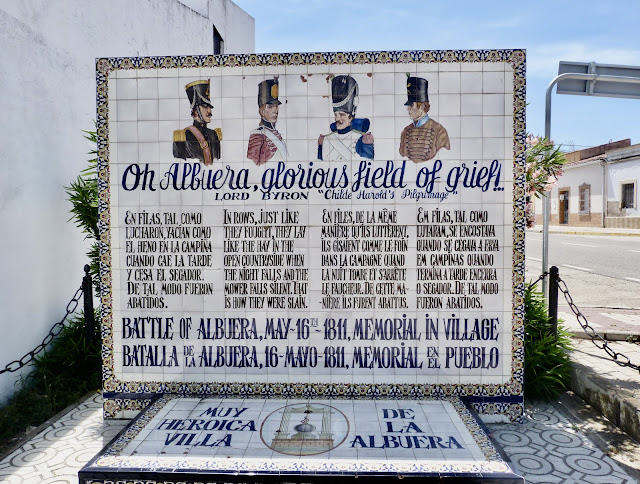 Oh Albuera, glorious field of grief!..
LORD BYRON "Childe Harold's Pilgrimage"
EN FILAS, TAL COMO
LUCHARON, YACÍAN COMO
EL HENO EN LA CAMPIÑA
CUANDO CAE LA TARDE
Y CESA EL SEGADOR.
DE TAL MODO FUERON
ABATIDOS.
IN ROWS, JUST LIKE
THEY FOUGHT, THEY LAY
LIKE THE HAY IN THE
OPEN COUNTRYSIDE WHEN
THE NIGHT FALLS AND THE
MOWER FALLS SILENT. THAT
IS HOW THEY WERE SLAIN.
EN FILES, DE LA MÊME
MANIÈRE QU'ILS LUTTÈRENT,
ILS GISAIENT COMME LE FOIN
DANS LA CAMPAGNE QUAND
LA NUIT TOMBE ET S'ARRÊTE
LE FAUCHEUR. DE CETTE MA-
NIÈRE ILS FURENT ABATTUS.
EM FILAS, TAL COMO
LUTARAM, SE ENCOSTAVA
QUANDO SE CEGAVA A ERVA
EM CAMPINAS QUANDO
TERMINA A TARDE ENCEIRA
O SEGADOR. DE TAL MODO
FORON ABATIDOS.
BATTLE OF ALBUERA, MAY-16TH-1811, MEMORIAL IN VILLAGE
BATALLA DE LA ALBUERA, 16-MAYO-1811, MEMORIAL EN EL PUEBLO
MUY HEROICA VILLA
DE LA ALBUERA